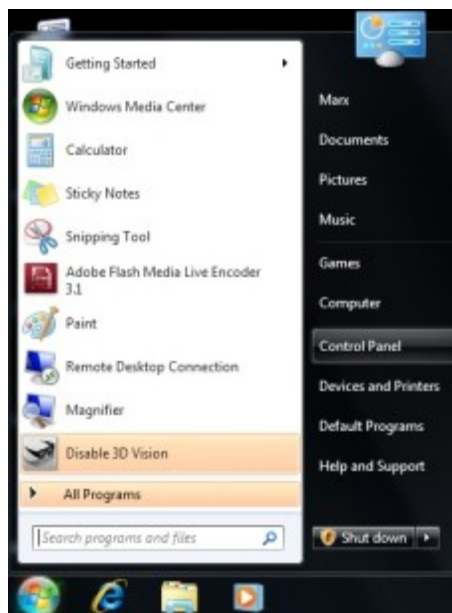 Getting Started
Windows Media Center
Calculator
Sticky Notes
Snipping Tool
Adobe Flash Media Live Encoder
3.1
Paint
Remote Desktop Connection
Magnifier
Disable 3D Vision
All Programs
Search programs and files
Marx
Documents
Pictures
Music
Games
Computer
Control Panel
Devices and Printers
Default Programs
Help and Support
Shut down